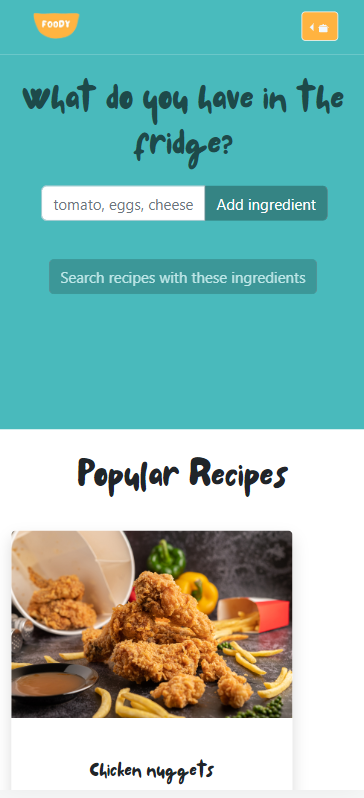 FOODY
What do you have in the
fridge?
tomato, eggs, cheese
Add ingredient
Search recipes with these ingredients
Popular Recipes
Chicken nuggets